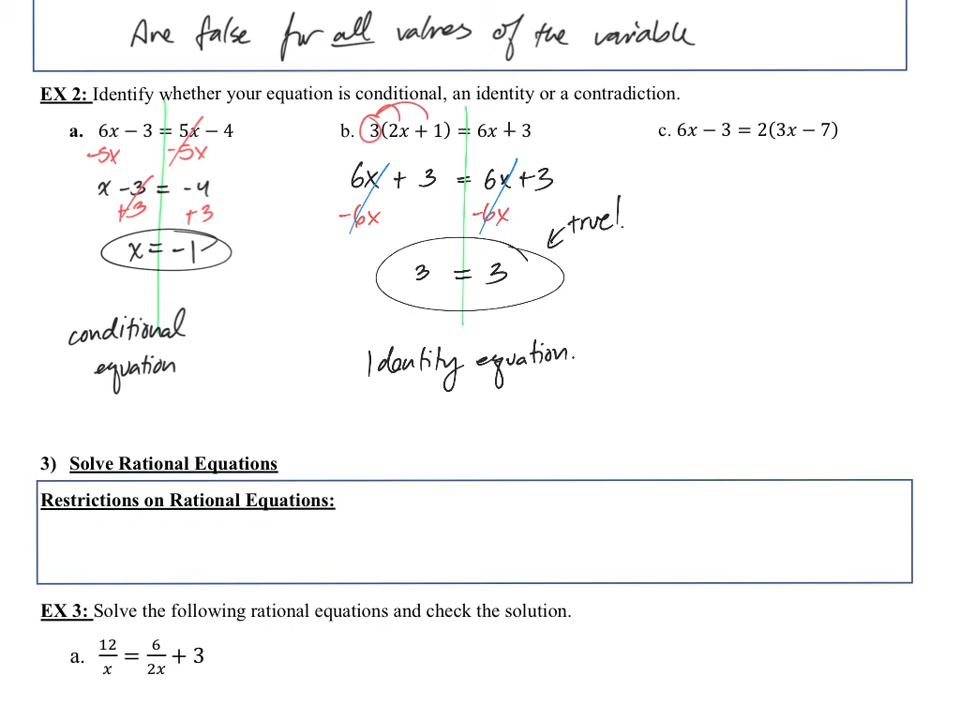 Are false for all values of the variable
EX 2: Identify whether your equation is conditional, an identity or a contradiction.
a. 6x − 3 = 5x − 4
-5x -5x
x -3 = -4
+3 +3
x = -1
conditional
equation
b. 3(2x + 1) = 6x + 3
6x + 3 = 6x +3
-6x -6x
true!
3 = 3
Identity equation.
c. 6x − 3 = 2(3x − 7)
3) Solve Rational Equations
Restrictions on Rational Equations:
EX 3: Solve the following rational equations and check the solution.
a. 12/x = 6/2x + 3